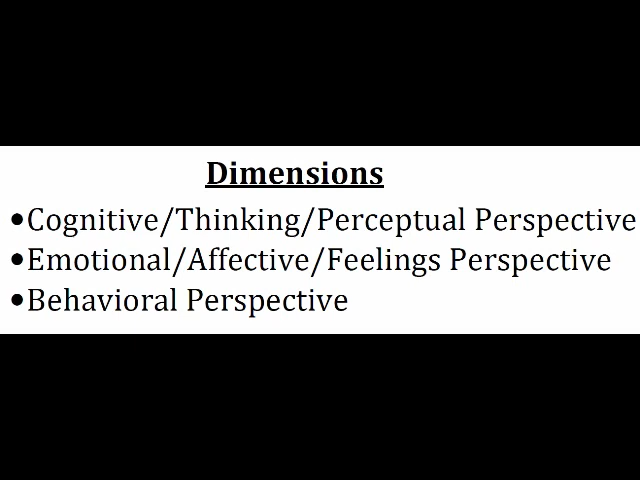 Dimensions
•Cognitive/Thinking/Perceptual Perspective
•Emotional/Affective/Feelings Perspective
•Behavioral Perspective